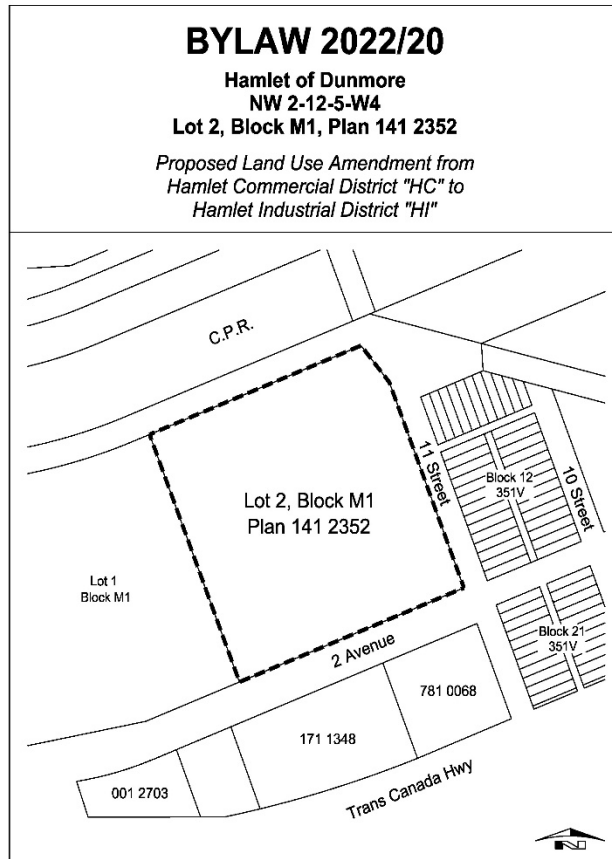 BYLAW 2022/20
Hamlet of Dunmore
NW 2-12-5-W4
Lot 2, Block M1, Plan 141 2352
Proposed Land Use Amendment from
Hamlet Commercial District "HC" to
Hamlet Industrial District "HI"
C.P.R.
11 Street
Block 12
351V
10 Street
Lot 2, Block M1
Plan 141 2352
Lot 1
Block M1
2 Avenue
Block 21
351V
781 0068
171 1348
001 2703
Trans Canada Hwy
N